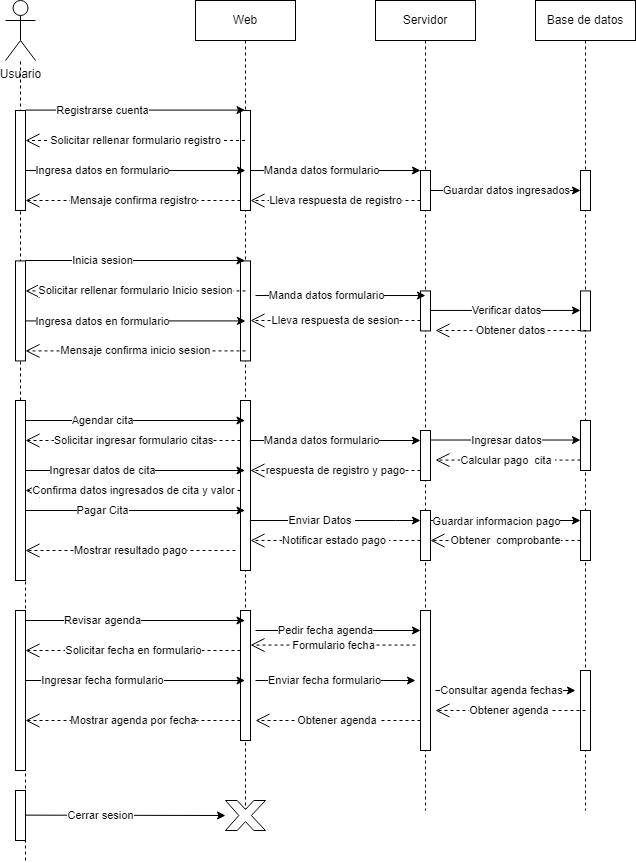 Web
Servidor
Base de datos
Usuario
Registrarse cuenta
Solicitar rellenar formulario registro
Ingresa datos en formulario
Manda datos formulario
Guardar datos ingresados
Mensaje confirma registro
Lleva respuesta de registro
Inicia sesion
Solicitar rellenar formulario Inicio sesion
Manda datos formulario
Verificar datos
Ingresa datos en formulario
Lleva respuesta de sesion
Obtener datos
Mensaje confirma inicio sesion
Agendar cita
Solicitar ingresar formulario citas
Manda datos formulario
Ingresar datos
Calcular pago cita
Ingresar datos de cita
respuesta de registro y pago
Confirma datos ingresados de cita y valor
Pagar Cita
Enviar Datos
Guardar informacion pago
Notificar estado pago
Obtener comprobante
Mostrar resultado pago
Revisar agenda
Pedir fecha agenda
Formulario fecha
Solicitar fecha en formulario
Ingresar fecha formulario
Enviar fecha formulario
Consultar agenda fechas
Obtener agenda
Mostrar agenda por fecha
Obtener agenda
Cerrar sesion